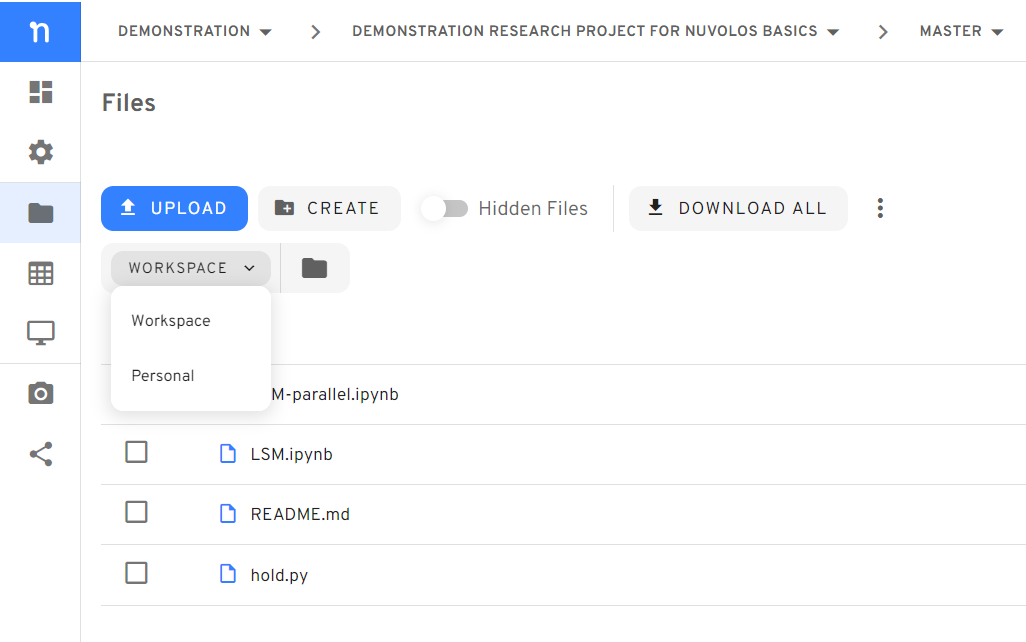 n
DEMONSTRATION
DEMONSTRATION RESEARCH PROJECT FOR NUVOLOS BASICS
MASTER
Files
UPLOAD
CREATE
Hidden Files
DOWNLOAD ALL
WORKSPACE
Workspace
Personal
M-parallel.ipynb
LSM.ipynb
README.md
hold.py